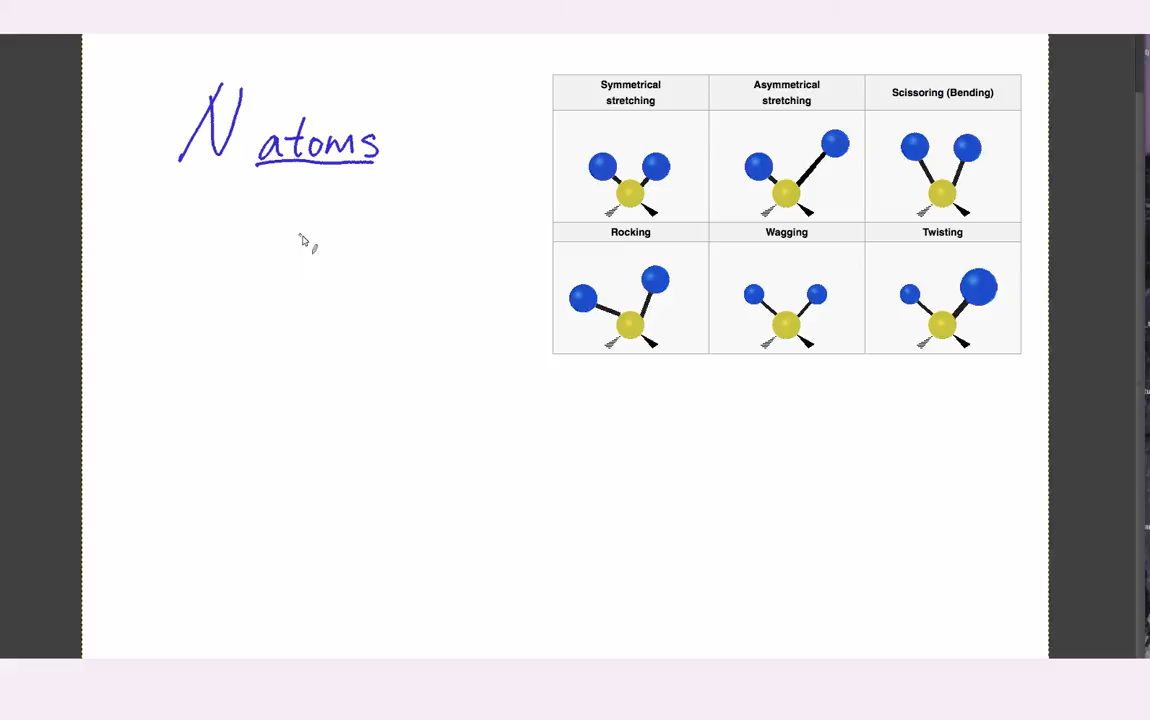 N atoms
Symmetrical
stretching
Asymmetrical
stretching
Scissoring (Bending)
Rocking
Wagging
Twisting